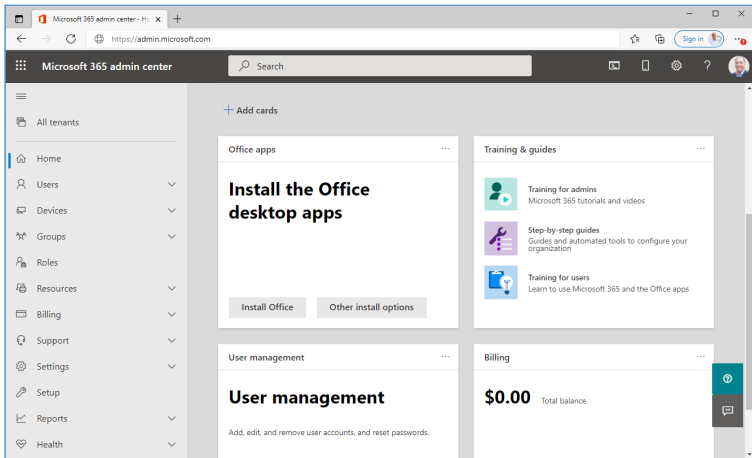 Microsoft 365 admin center - Ho
https://admin.microsoft.com
Sign in
Microsoft 365 admin center
Search
All tenants
Home
Users
Devices
Groups
Roles
Resources
Billing
Support
Settings
Setup
Reports
Health
Add cards
Office apps
Install the Office
desktop apps
Install Office
Other install options
Training & guides
Training for admins
Microsoft 365 tutorials and videos
Step-by-step guides
Guides and automated tools to configure your
organization
Training for users
Learn to use Microsoft 365 and the Office apps
User management
User management
Add, edit, and remove user accounts, and reset passwords.
Billing
$0.00 Total balance